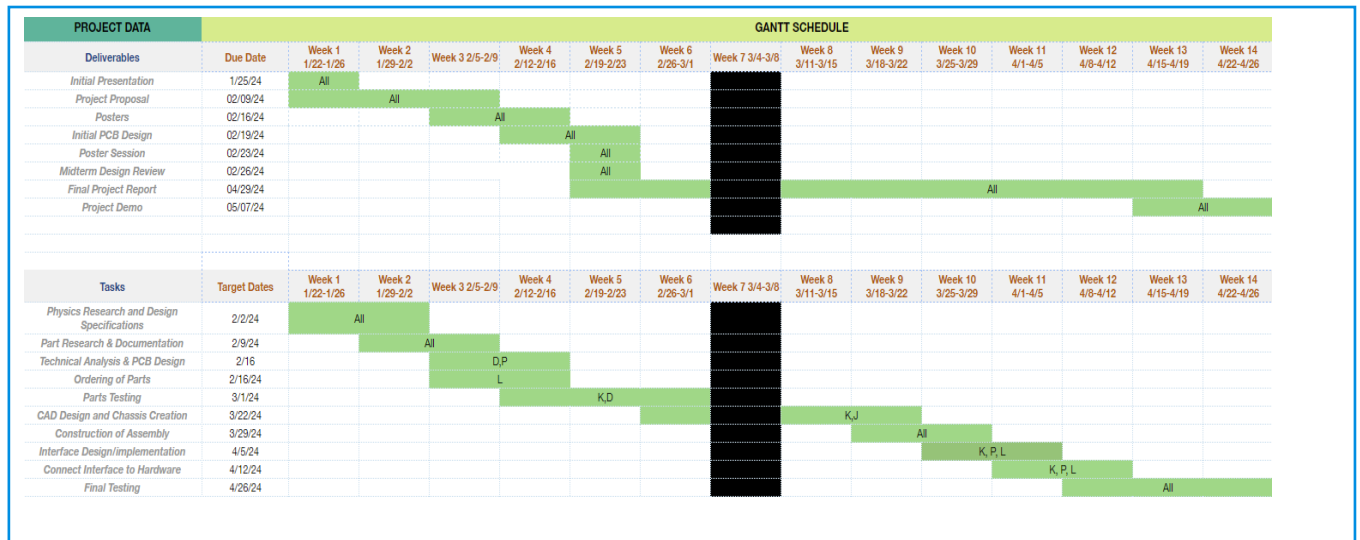 PROJECT DATA GANTT SCHEDULE
Deliverables Due Date Week 1 1/22-1/26 Week 2 1/29-2/2 Week 3 2/5-2/9 Week 4 2/12-2/16 Week 5 2/19-2/23 Week 6 2/26-3/1 Week 7 3/4-3/8 Week 8 3/11-3/15 Week 9 3/18-3/22 Week 10 3/25-3/29 Week 11 4/1-4/5 Week 12 4/8-4/12 Week 13 4/15-4/19 Week 14 4/22-4/26
Initial Presentation 1/25/24 All
Project Proposal 02/09/24 All
Posters 02/16/24 All
Initial PCB Design 02/19/24 All
Poster Session 02/23/24 All
Midterm Design Review 02/26/24 All
Final Project Report 04/29/24 All
Project Demo 05/07/24 All
Tasks Target Dates Week 1 1/22-1/26 Week 2 1/29-2/2 Week 3 2/5-2/9 Week 4 2/12-2/16 Week 5 2/19-2/23 Week 6 2/26-3/1 Week 7 3/4-3/8 Week 8 3/11-3/15 Week 9 3/18-3/22 Week 10 3/25-3/29 Week 11 4/1-4/5 Week 12 4/8-4/12 Week 13 4/15-4/19 Week 14 4/22-4/26
Physics Research and Design Specifications 2/2/24 All
Part Research & Documentation 2/9/24 All
Technical Analysis & PCB Design 2/16 D,P
Ordering of Parts 2/16/24 L
Parts Testing 3/1/24 K,D
CAD Design and Chassis Creation 3/22/24 K,J
Construction of Assembly 3/29/24 All
Interface Design/implementation 4/5/24 K, P, L
Connect Interface to Hardware 4/12/24 K, P, L
Final Testing 4/26/24 All